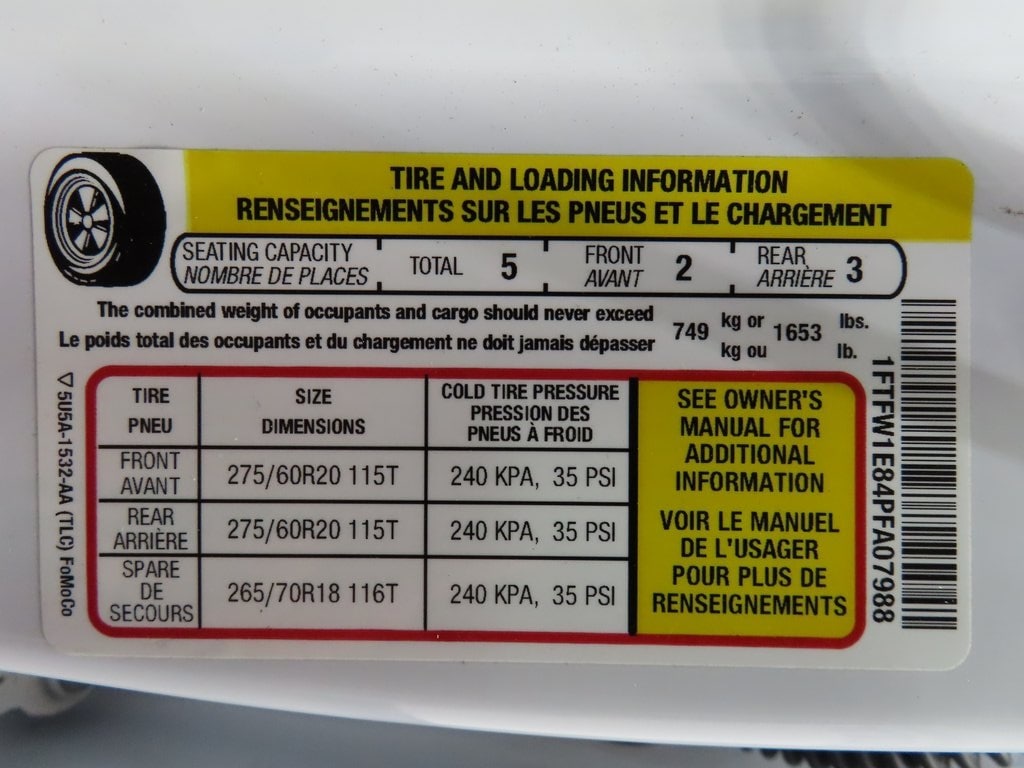 TIRE AND LOADING INFORMATION
RENSEIGNEMENTS SUR LES PNEUS ET LE CHARGEMENT
SEATING CAPACITY TOTAL 5 FRONT 2 REAR 3
NOMBRE DE PLACES AVANT ARRIÈRE
The combined weight of occupants and cargo should never exceed 749 kg or 1653 lbs.
Le poids total des occupants et du chargement ne doit jamais dépasser kg ou lb.
TIRE SIZE COLD TIRE PRESSURE
PNEU DIMENSIONS PRESSION DES
PNEUS À FROID
FRONT
AVANT 275/60R20 115T 240 KPA, 35 PSI
REAR
ARRIÈRE 275/60R20 115T 240 KPA, 35 PSI
SPARE
DE
SECOURS 265/70R18 116T 240 KPA, 35 PSI
SEE OWNER'S
MANUAL FOR
ADDITIONAL
INFORMATION
VOIR LE MANUEL
DE L'USAGER
POUR PLUS DE
RENSEIGNEMENTS
▽ 5U5A-1532-AA (TLC) FoMoCo
1FTFW1E84PFA07988